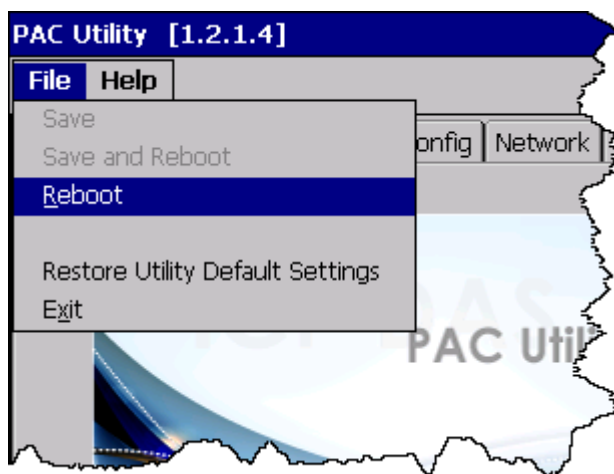 PAC Utility [1.2.1.4]
File Help
Save
Save and Reboot
onfig Network
Reboot
Restore Utility Default Settings
Exit
PAC Utili